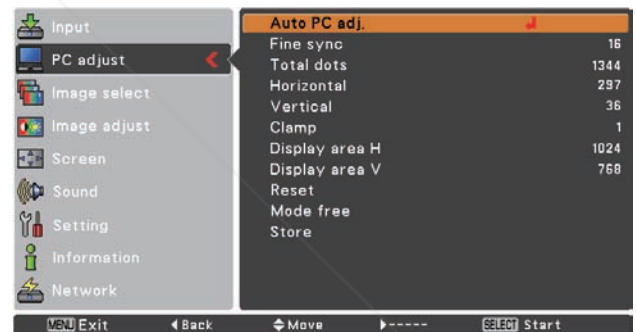 Input
PC adjust
Image select
Image adjust
Screen
Sound
Setting
Information
Network
Auto PC adj.
Fine sync 16
Total dots 1344
Horizontal 297
Vertical 36
Clamp 1
Display area H 1024
Display area V 768
Reset
Mode free
Store
MENU Exit Back Move ----- SELECT Start